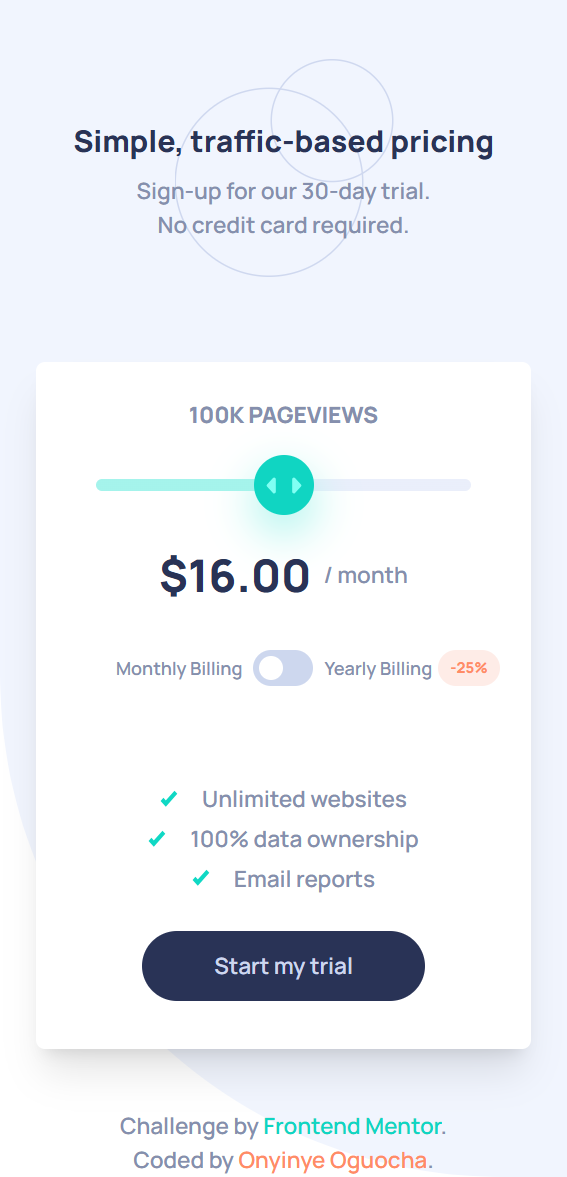 Simple, traffic-based pricing
Sign-up for our 30-day trial.
No credit card required.
100K PAGEVIEWS
$16.00 / month
Monthly Billing Yearly Billing -25%
Unlimited websites
100% data ownership
Email reports
Start my trial
Challenge by Frontend Mentor.
Coded by Onyinye Oguocha.